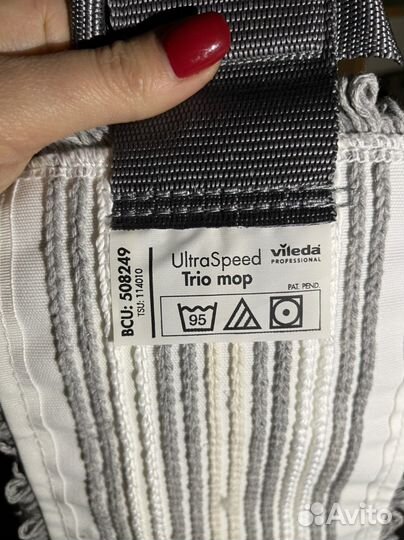 BCU: 508249
TSU: 114010
UltraSpeed
Trio mop
vileda
PROFESSIONAL
PAT. PEND.
95
Avito